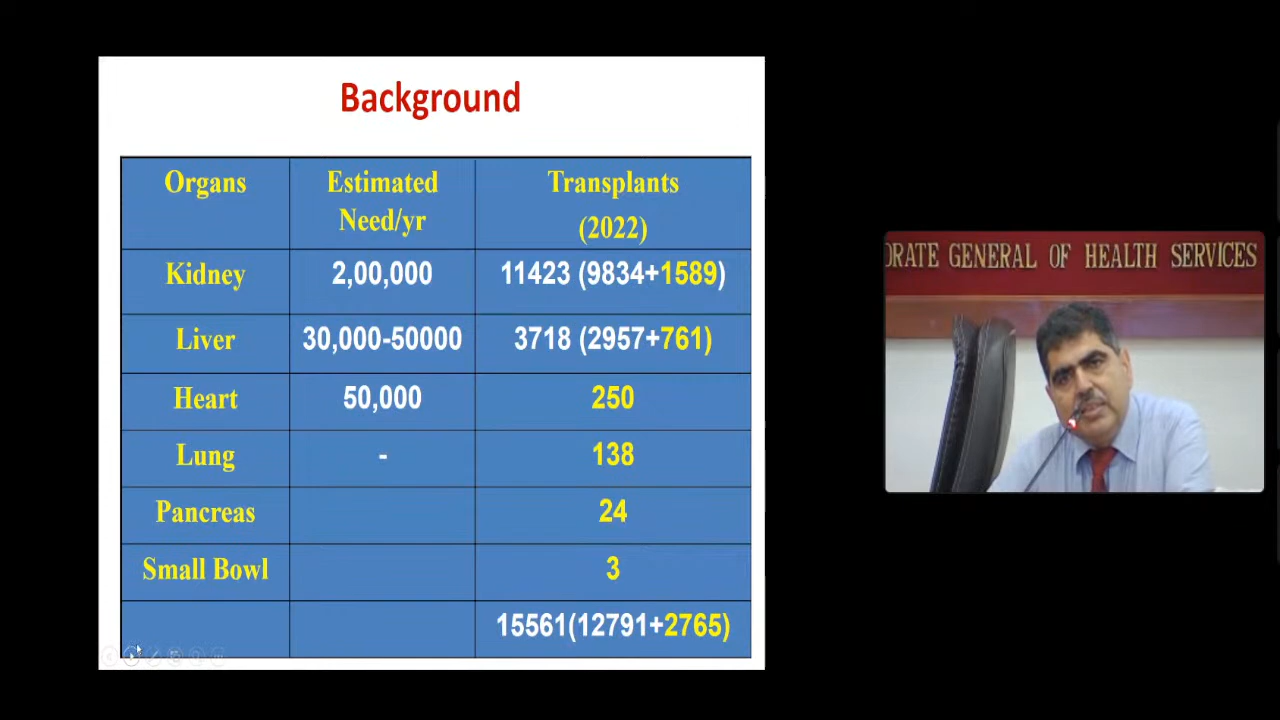 Background
Organs Estimated Need/yr Transplants (2022)
Kidney 2,00,000 11423 (9834+1589)
Liver 30,000-50000 3718 (2957+761)
Heart 50,000 250
Lung - 138
Pancreas 24
Small Bowl 3
15561(12791+2765)
ORATE GENERAL OF HEALTH SERVICES